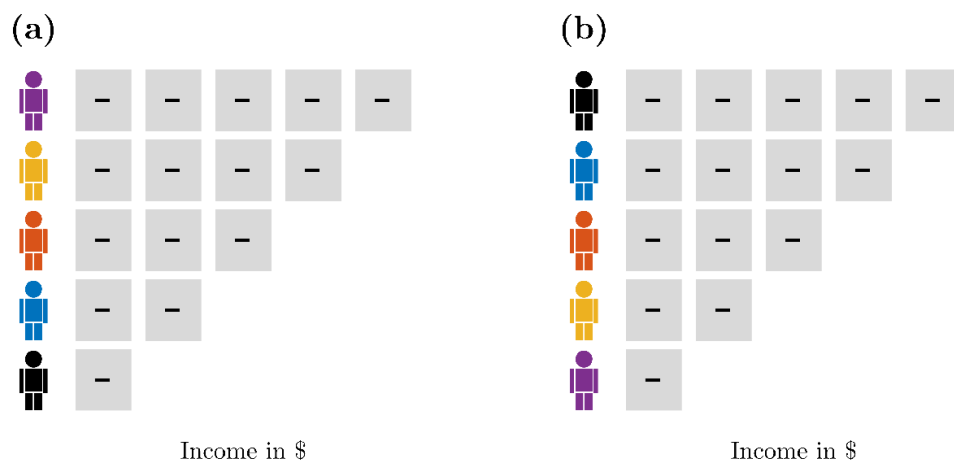 (a)
(b)
– – – – –
– – – – –
– – – –
– – – –
– – –
– – –
– –
– –
–
–
Income in $
Income in $